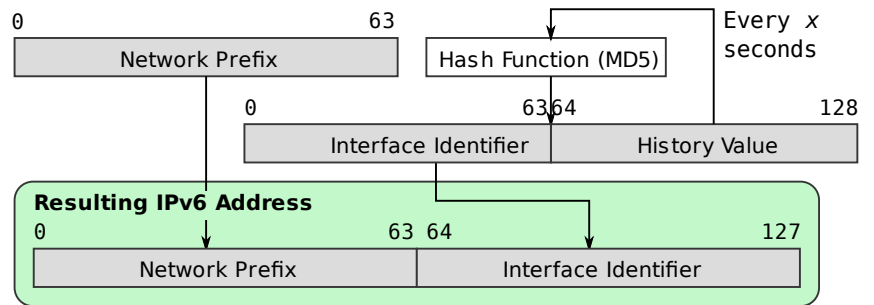 0 63
Network Prefix
Hash Function (MD5)
Every x
seconds
0 63 64 128
Interface Identifier History Value
Resulting IPv6 Address
0 63 64 127
Network Prefix Interface Identifier